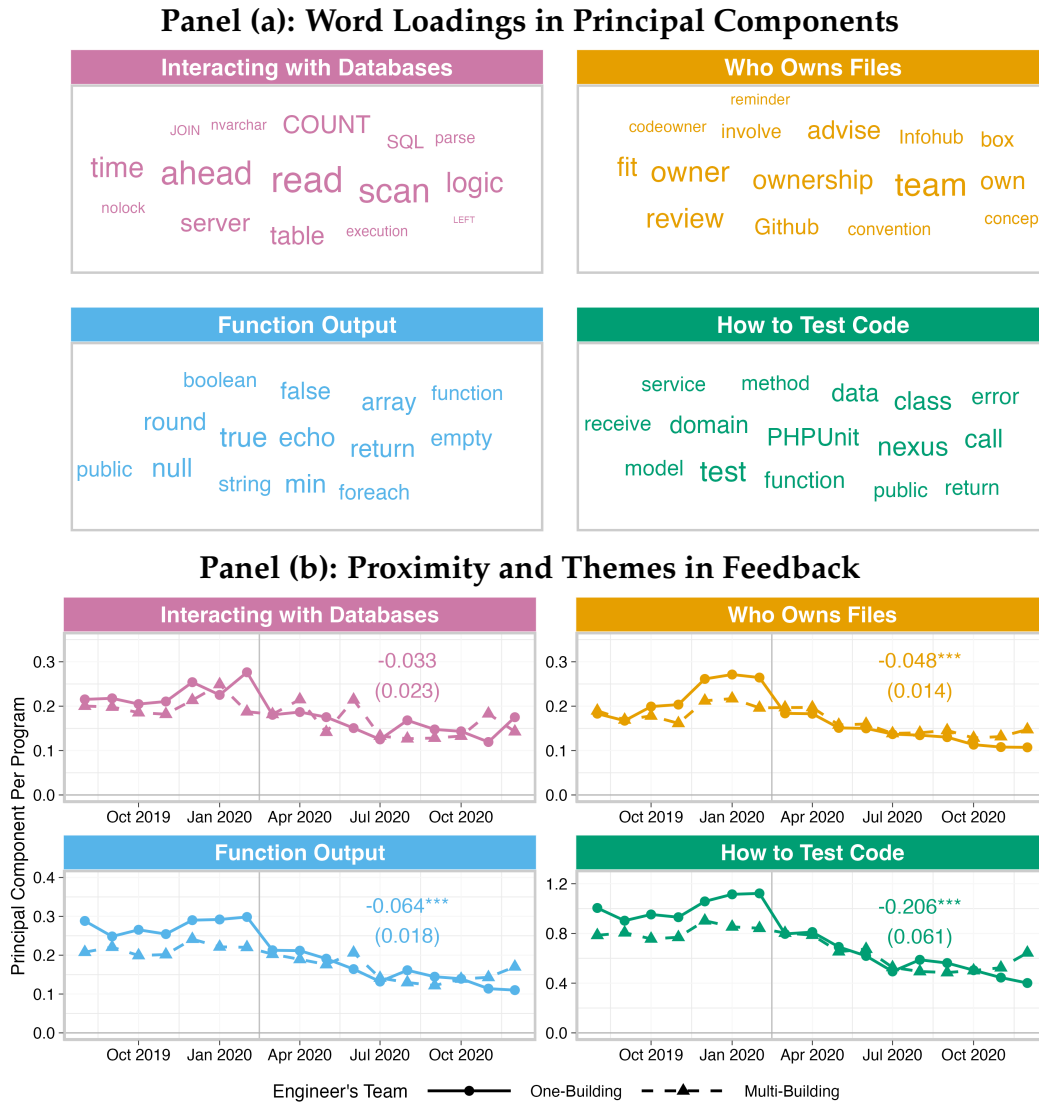 Panel (a): Word Loadings in Principal Components
Interacting with Databases
JOIN nvarchar COUNT SQL parse
time ahead read scan logic
nolock server table execution LEFT
Who Owns Files
reminder
codeowner involve advise Infohub box
fit owner ownership team own
review Github convention concep
Function Output
boolean false array function
round true echo return empty
public null string min foreach
How to Test Code
service method data class error
receive domain PHPUnit nexus call
model test function public return
Panel (b): Proximity and Themes in Feedback
Principal Component Per Program
Interacting with Databases
-0.033
(0.023)
0.3
0.2
0.1
0.0
Oct 2019 Jan 2020 Apr 2020 Jul 2020 Oct 2020
Who Owns Files
-0.048***
(0.014)
0.3
0.2
0.1
0.0
Oct 2019 Jan 2020 Apr 2020 Jul 2020 Oct 2020
Function Output
-0.064***
(0.018)
0.4
0.3
0.2
0.1
0.0
Oct 2019 Jan 2020 Apr 2020 Jul 2020 Oct 2020
How to Test Code
-0.206***
(0.061)
1.2
0.8
0.4
0.0
Oct 2019 Jan 2020 Apr 2020 Jul 2020 Oct 2020
Engineer's Team One-Building Multi-Building